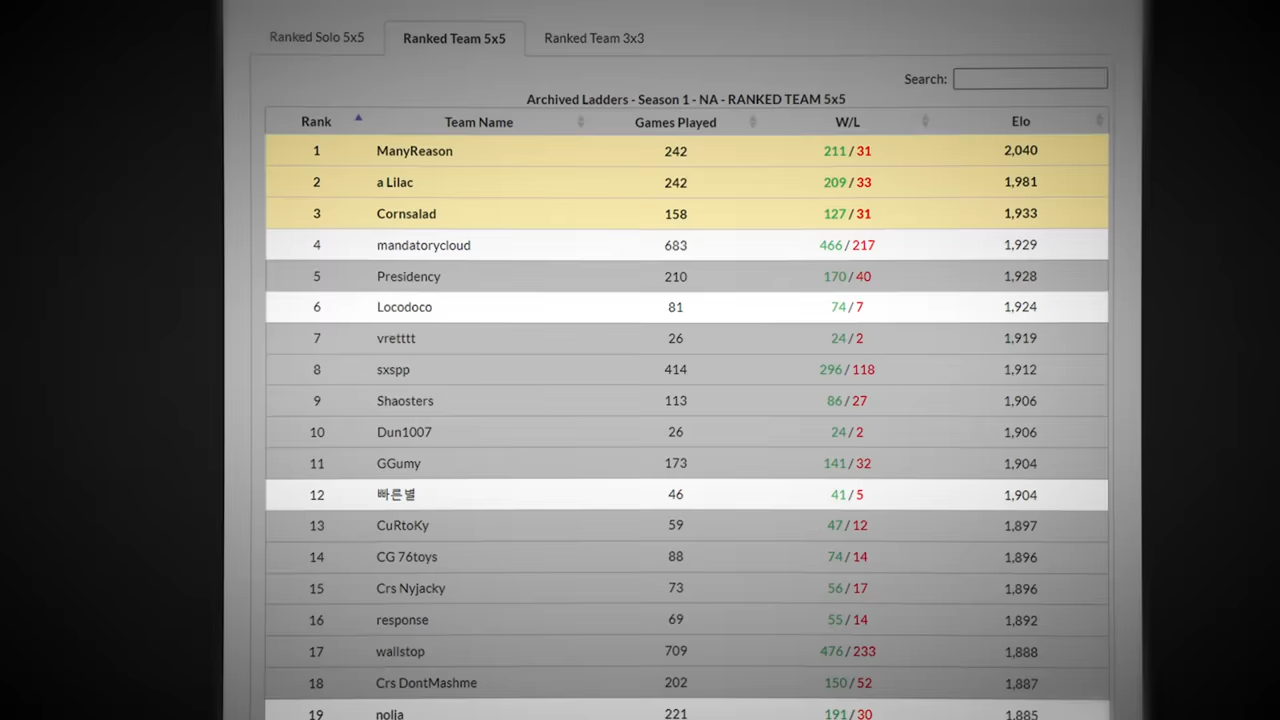 Ranked Solo 5x5 Ranked Team 5x5 Ranked Team 3x3
Search:
Archived Ladders - Season 1 - NA - RANKED TEAM 5x5
Rank Team Name Games Played W/L Elo
1 ManyReason 242 211 / 31 2,040
2 a Lilac 242 209 / 33 1,981
3 Cornsalad 158 127 / 31 1,933
4 mandatorycloud 683 466 / 217 1,929
5 Presidency 210 170 / 40 1,928
6 Locodoco 81 74 / 7 1,924
7 vretttt 26 24 / 2 1,919
8 sxspp 414 296 / 118 1,912
9 Shaosters 113 86 / 27 1,906
10 Dun1007 26 24 / 2 1,906
11 GGumy 173 141 / 32 1,904
12 빠른별 46 41 / 5 1,904
13 CuRtoKy 59 47 / 12 1,897
14 CG 76toys 88 74 / 14 1,896
15 Crs Nyjacky 73 56 / 17 1,896
16 response 69 55 / 14 1,892
17 wallstop 709 476 / 233 1,888
18 Crs DontMashme 202 150 / 52 1,887
19 nolja 221 191 / 30 1,885